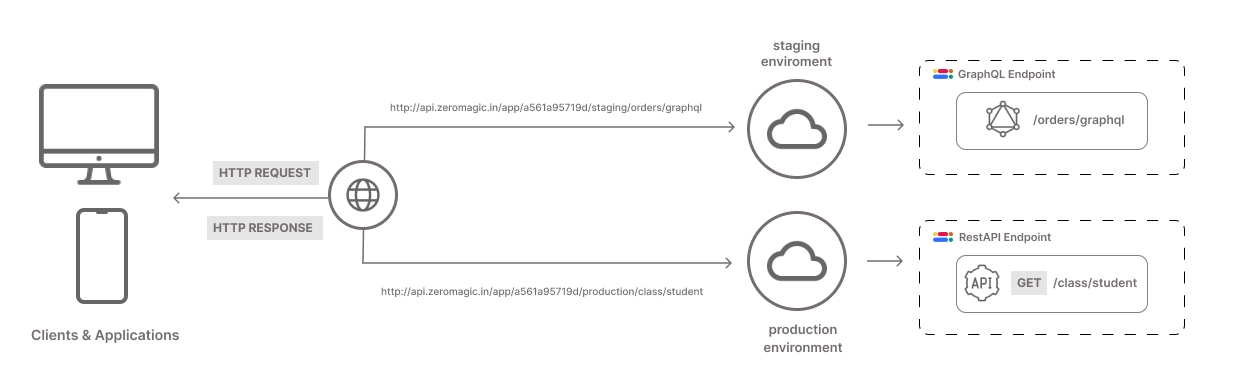 staging
enviroment
GraphQL Endpoint
http://api.zeromagic.in/app/a561a95719d/staging/orders/graphql
/orders/graphql
HTTP REQUEST
HTTP RESPONSE
RestAPI Endpoint
API
GET
/class/student
http://api.zeromagic.in/app/a561a95719d/production/class/student
Clients & Applications
production
environment